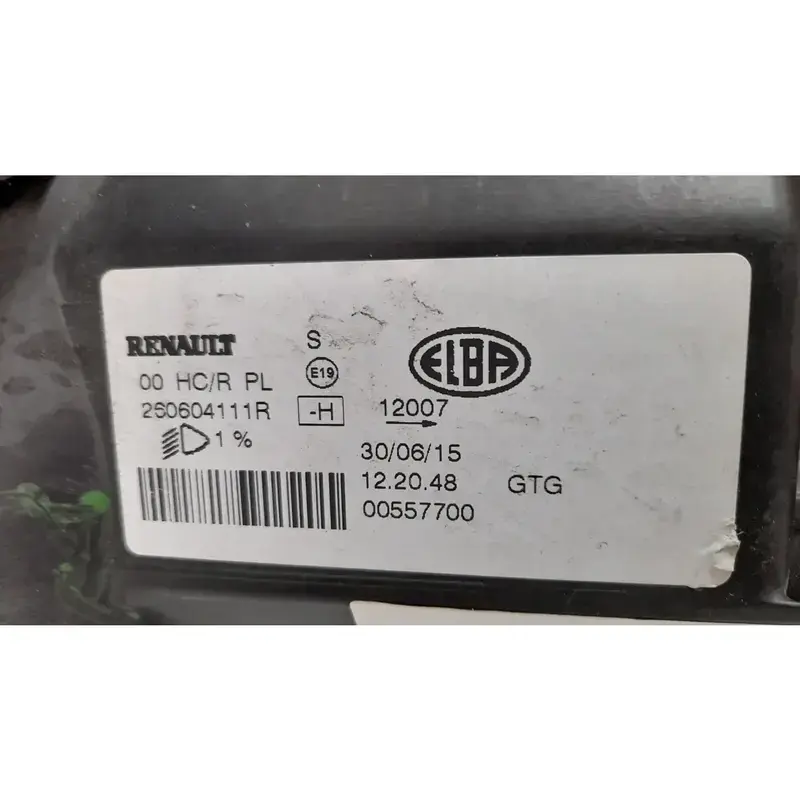 RENAULT S ELBA
00 HC/R PL E19
260604111R -H 12007
1 % 30/06/15
12.20.48 GTG
00557700